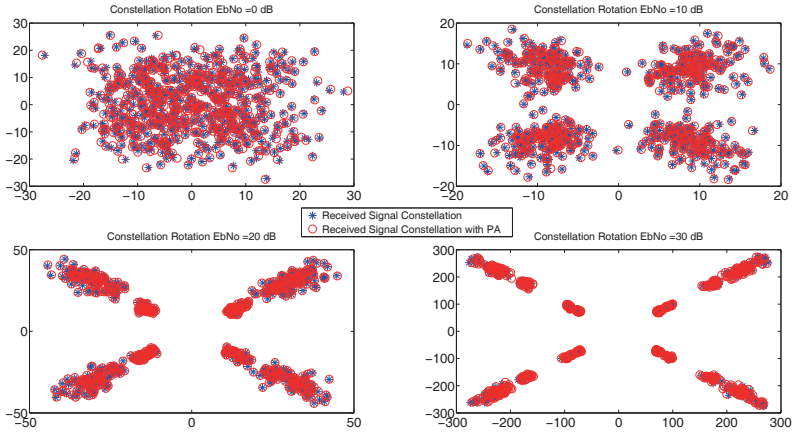 Constellation Rotation EbNo =0 dB
30
20
10
0
−10
−20
−30
−30 −20 −10 0 10 20 30
Constellation Rotation EbNo =10 dB
20
10
0
−10
−20
−20 −10 0 10 20
Received Signal Constellation
Received Signal Constellation with PA
Constellation Rotation EbNo =20 dB
50
0
−50
−50 0 50
Constellation Rotation EbNo =30 dB
300
200
100
0
−100
−200
−300
−300 −200 −100 0 100 200 300